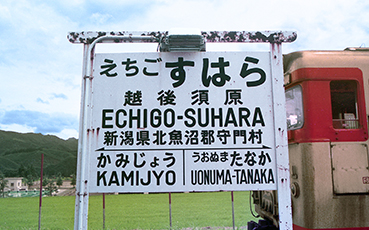 えちごすはら
越後須原
ECHIGO-SUHARA
新潟県北魚沼郡守門村
かみじょう うおぬまたなか
KAMIJYO UONUMA-TANAKA